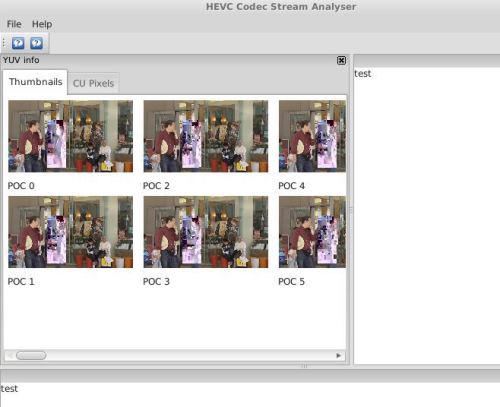 HEVC Codec Stream Analyser
File Help
YUV info
Thumbnails CU Pixels
test
POC 0 POC 2 POC 4
POC 1 POC 3 POC 5
test